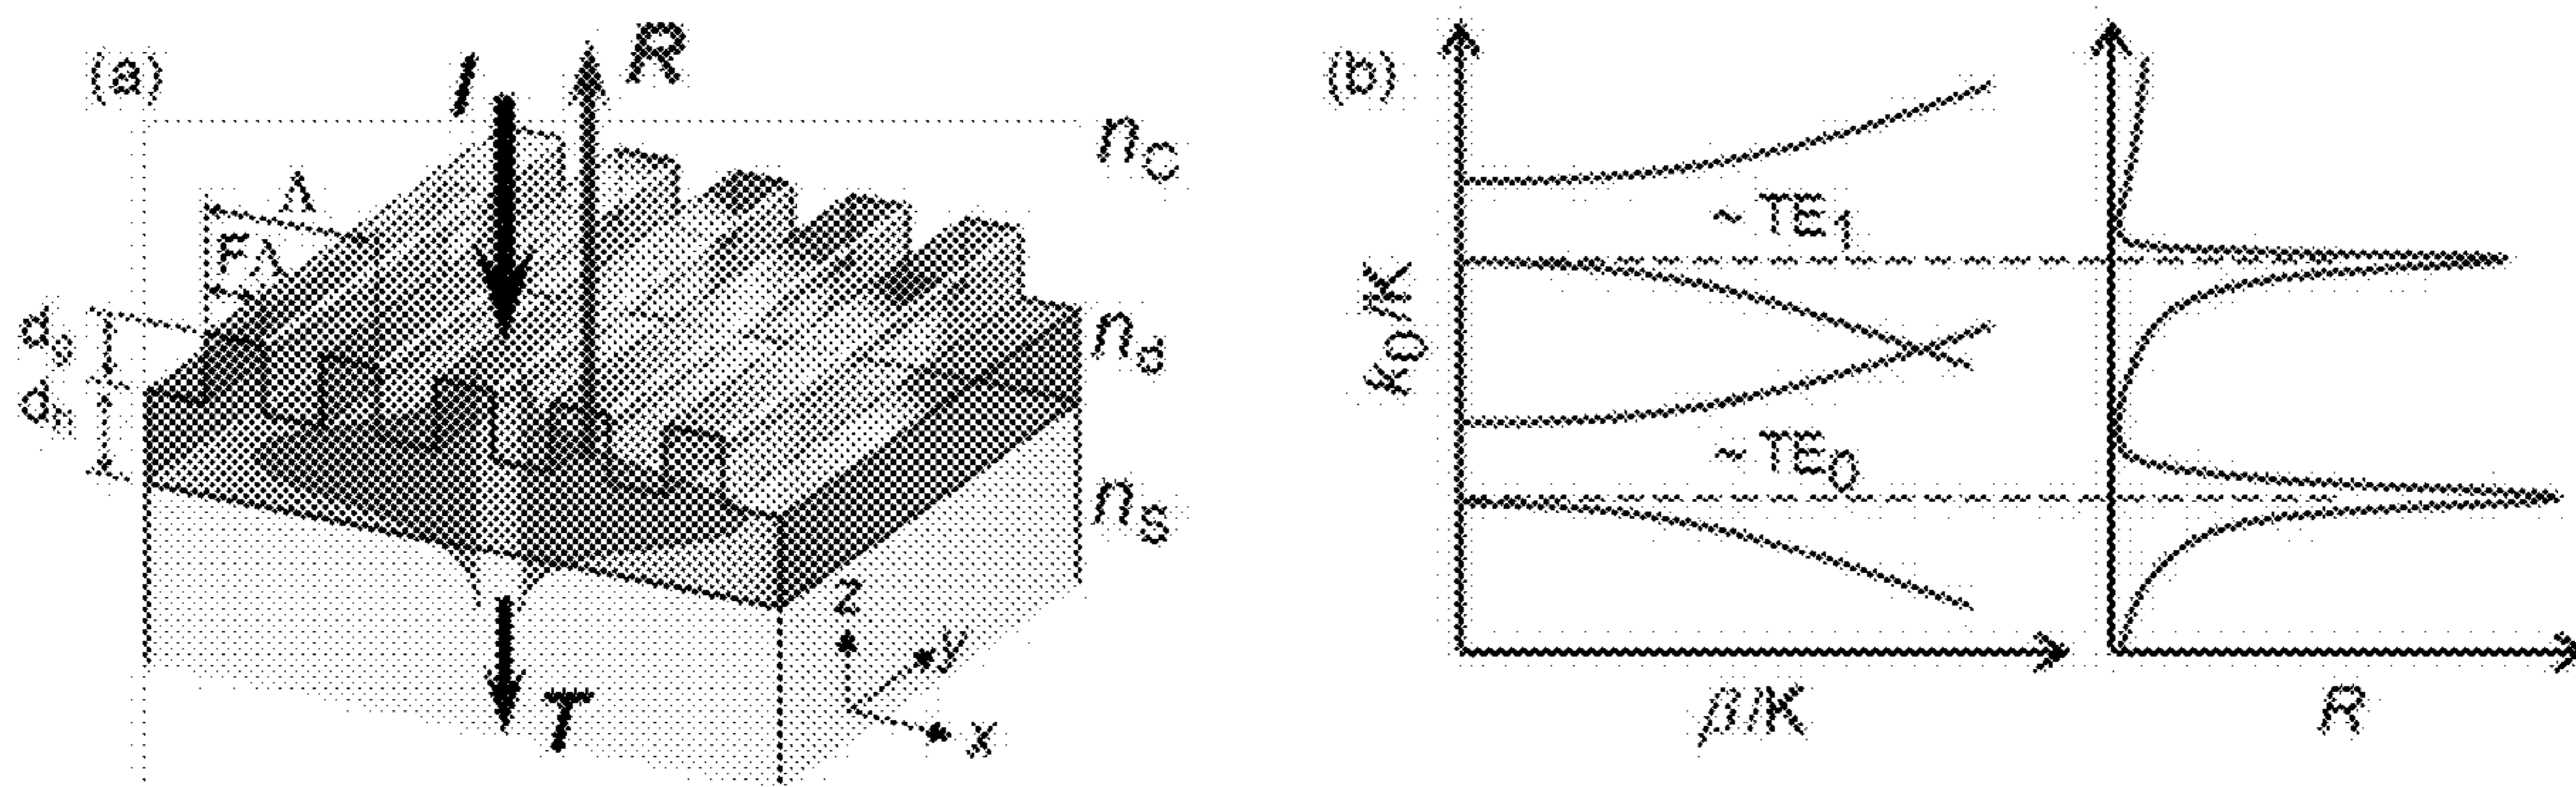 (a)
I
R
n_C
Λ
FΛ
d_g
d_h
n_d
n_S
z
y
x
T
(b)
k_0/K
~ TE_1
~ TE_0
β/K
R